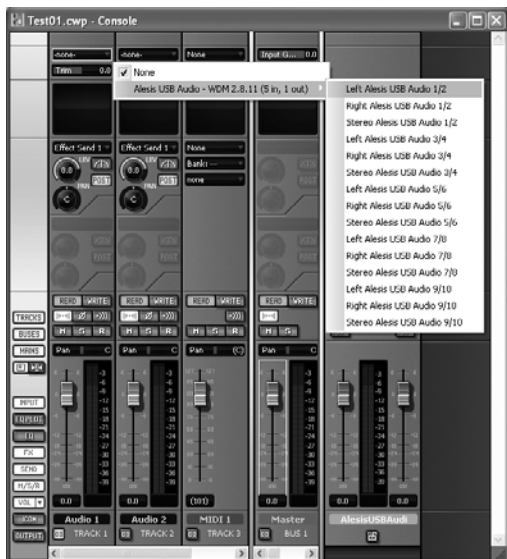 Test01.cwp - Console
-none-
-none-
None
Input G... 0.0
Trim 0.0
None
Alesis USB Audio - WDM 2.8.11 (5 in, 1 out)
Left Alesis USB Audio 1/2
Right Alesis USB Audio 1/2
Stereo Alesis USB Audio 1/2
Left Alesis USB Audio 3/4
Right Alesis USB Audio 3/4
Stereo Alesis USB Audio 3/4
Left Alesis USB Audio 5/6
Right Alesis USB Audio 5/6
Stereo Alesis USB Audio 5/6
Left Alesis USB Audio 7/8
Right Alesis USB Audio 7/8
Stereo Alesis USB Audio 7/8
Left Alesis USB Audio 9/10
Right Alesis USB Audio 9/10
Stereo Alesis USB Audio 9/10
Effect Send 1
Effect Send 1
None
Bank: ---
none
0.0
POST
PAN
C
0.0
POST
PAN
C
READ WRITE
READ WRITE
READ WRITE
READ WRITE
M S R
M S R
M S R
M S
Pan C
Pan C
Pan (C)
Pan C
TRACKS
BUSES
MAINS
INPUT
EQ
FX
SEND
M/S/R
VOL
ICON
OUTPUT
0.0
0.0
(101)
0.0
0.0
0.0
Audio 1
Audio 2
MIDI 1
Master
AlesisUSBAudi
TRACK 1
TRACK 2
TRACK 3
BUS 1